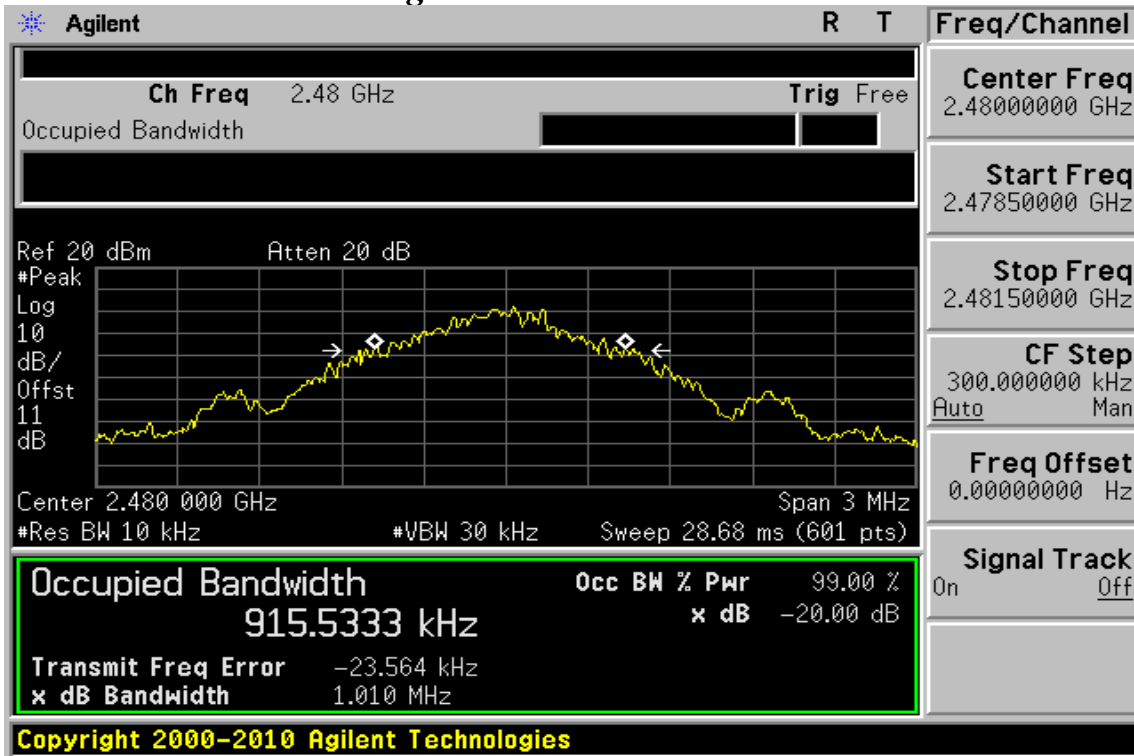 Agilent R T
Freq/Channel
Ch Freq 2.48 GHz Trig Free
Occupied Bandwidth
Center Freq
2.48000000 GHz
Start Freq
2.47850000 GHz
Stop Freq
2.48150000 GHz
CF Step
300.000000 kHz
Auto Man
Freq Offset
0.00000000 Hz
Signal Track
On Off
Ref 20 dBm Atten 20 dB
#Peak
Log
10
dB/
Offst
11
dB
Center 2.480 000 GHz Span 3 MHz
#Res BW 10 kHz #VBW 30 kHz Sweep 28.68 ms (601 pts)
Occupied Bandwidth Occ BW % Pwr 99.00 %
915.5333 kHz x dB -20.00 dB
Transmit Freq Error -23.564 kHz
x dB Bandwidth 1.010 MHz
Copyright 2000-2010 Agilent Technologies